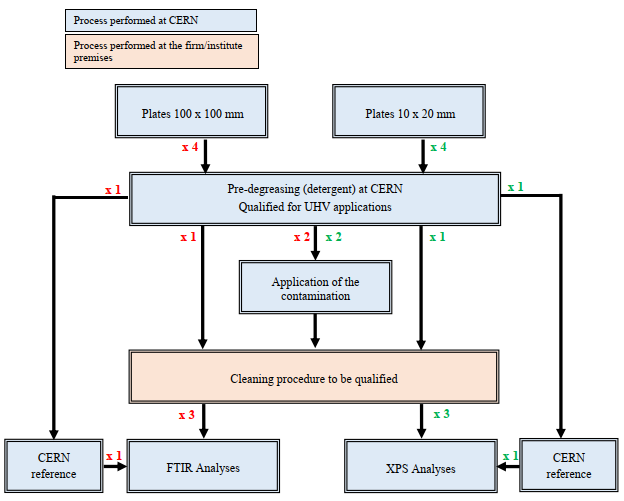 Process performed at CERN
Process performed at the firm/institute
premises
Plates 100 x 100 mm
Plates 10 x 20 mm
x 4
x 4
x 1
Pre-degreasing (detergent) at CERN
Qualified for UHV applications
x 1
x 1
x 2
x 2
x 1
Application of the
contamination
Cleaning procedure to be qualified
x 3
x 3
CERN
reference
x 1
FTIR Analyses
XPS Analyses
x 1
CERN
reference